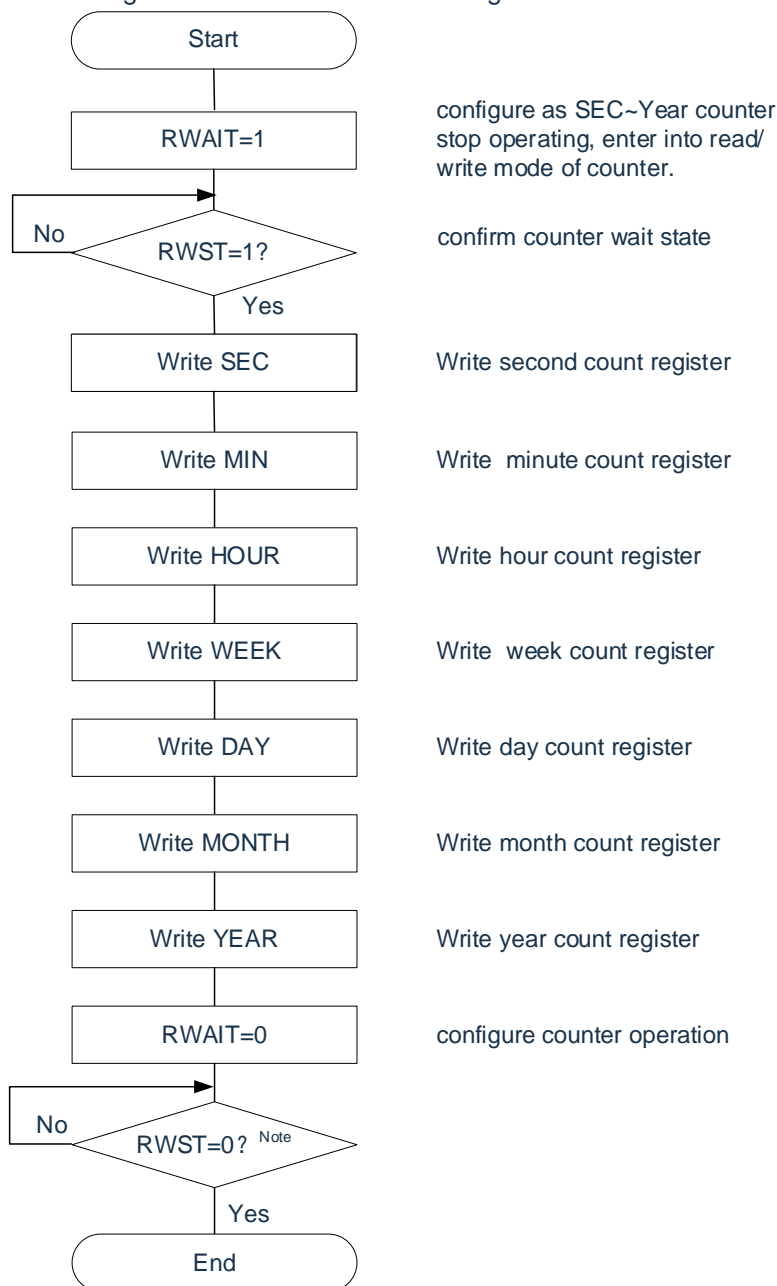 Start
RWAIT=1
configure as SEC~Year counter
stop operating, enter into read/
write mode of counter.
No
RWST=1?
confirm counter wait state
Yes
Write SEC
Write second count register
Write MIN
Write  minute count register
Write HOUR
Write hour count register
Write WEEK
Write  week count register
Write DAY
Write day count register
Write MONTH
Write month count register
Write YEAR
Write year count register
RWAIT=0
configure counter operation
No
RWST=0? Note
Yes
End